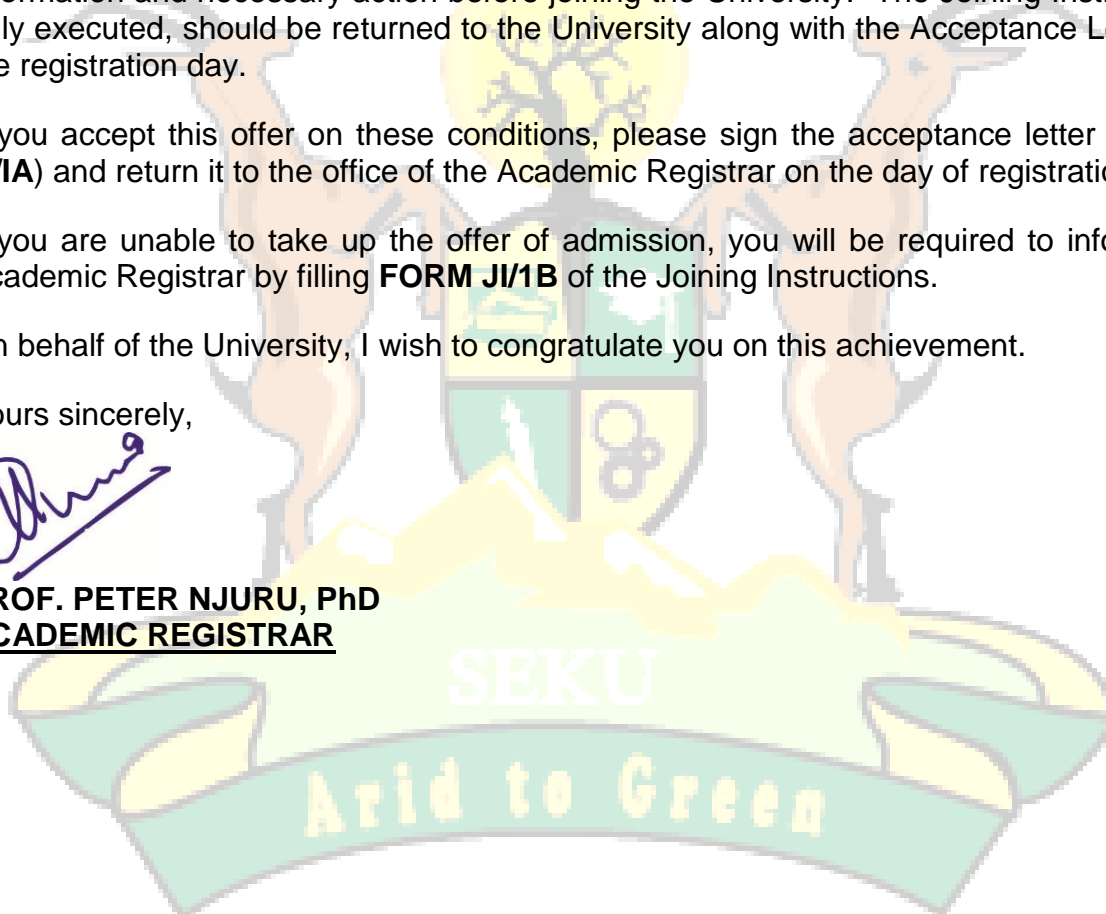 ormation and necessary action before joining the University. The Joining Inst
ly executed, should be returned to the University along with the Acceptance L
e registration day.
you accept this offer on these conditions, please sign the acceptance letter
/IA) and return it to the office of the Academic Registrar on the day of registratio
you are unable to take up the offer of admission, you will be required to info
cademic Registrar by filling FORM JI/1B of the Joining Instructions.
n behalf of the University, I wish to congratulate you on this achievement.
ours sincerely,
ROF. PETER NJURU, PhD
CADEMIC REGISTRAR
SEKU
Arid to Green